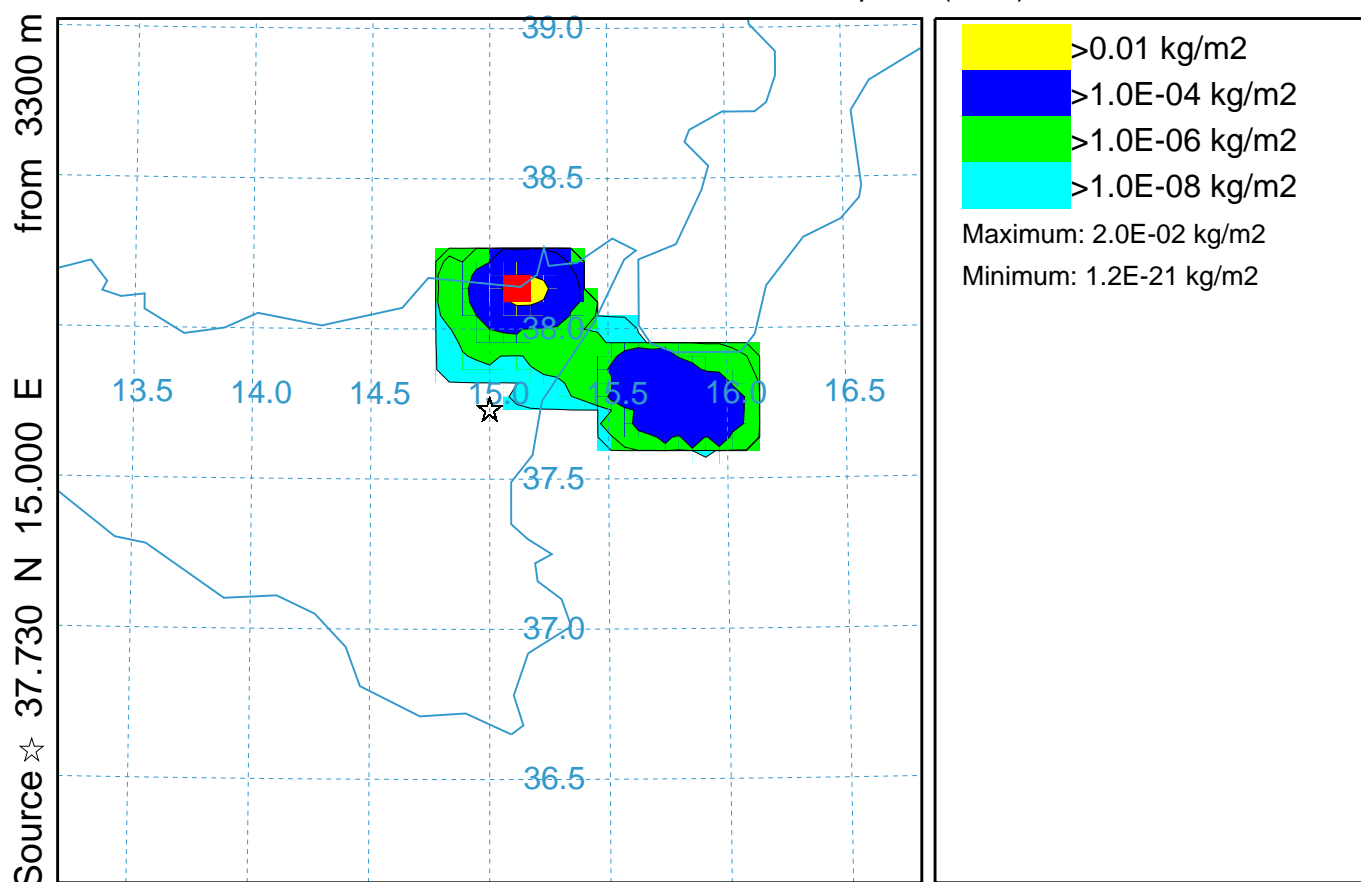 Source ☆ 37.730 N 15.000 E from 3300 m
39.0
38.5
38.0
13.5 14.0 14.5 15.0 15.5 16.0 16.5
37.5
37.0
36.5
>0.01 kg/m2
>1.0E-04 kg/m2
>1.0E-06 kg/m2
>1.0E-08 kg/m2
Maximum: 2.0E-02 kg/m2
Minimum: 1.2E-21 kg/m2